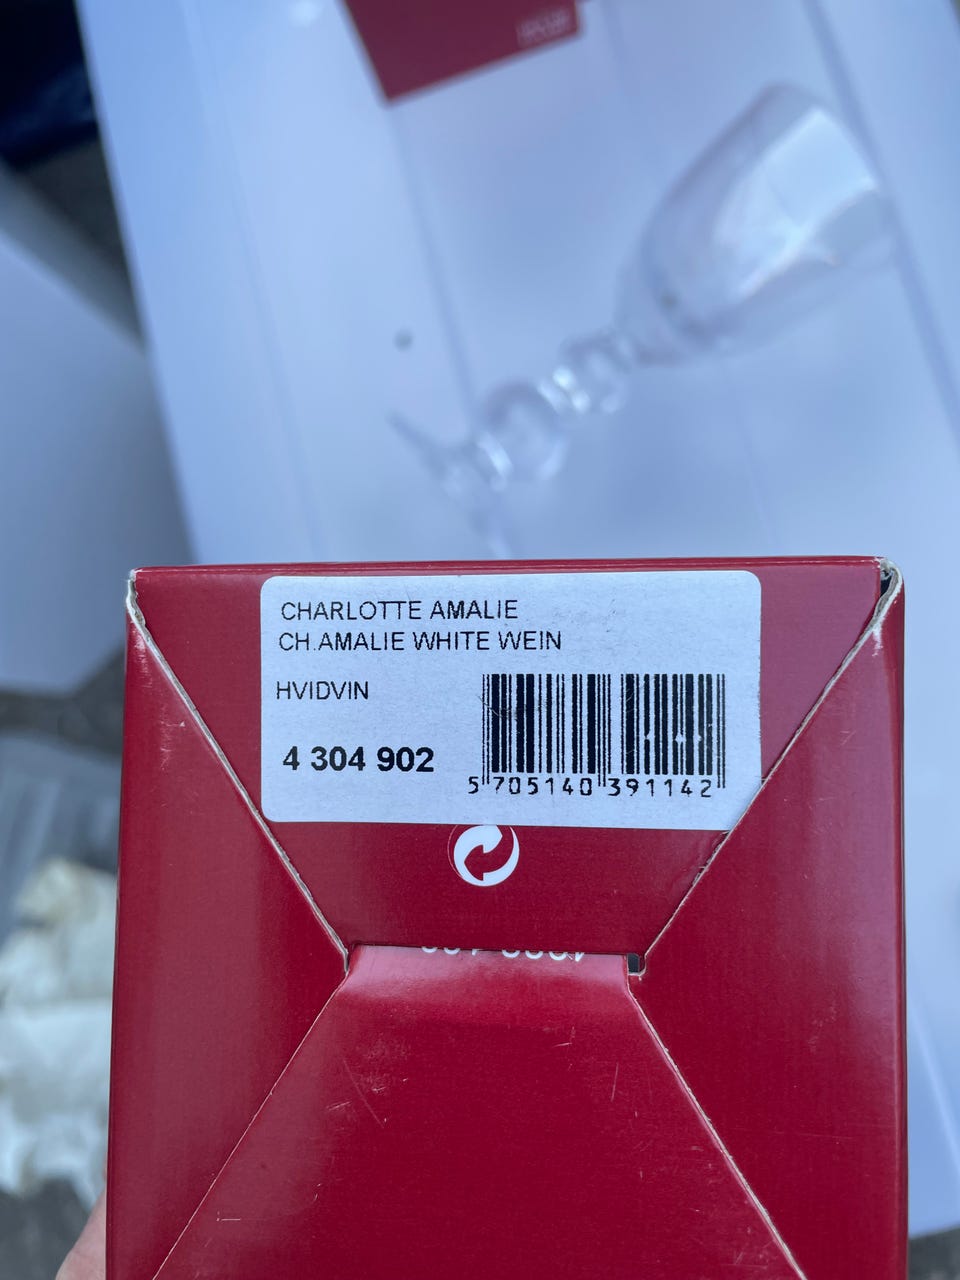 CHARLOTTE AMALIE
CH.AMALIE WHITE WEIN
HVIDVIN
4 304 902
5 705140 391142